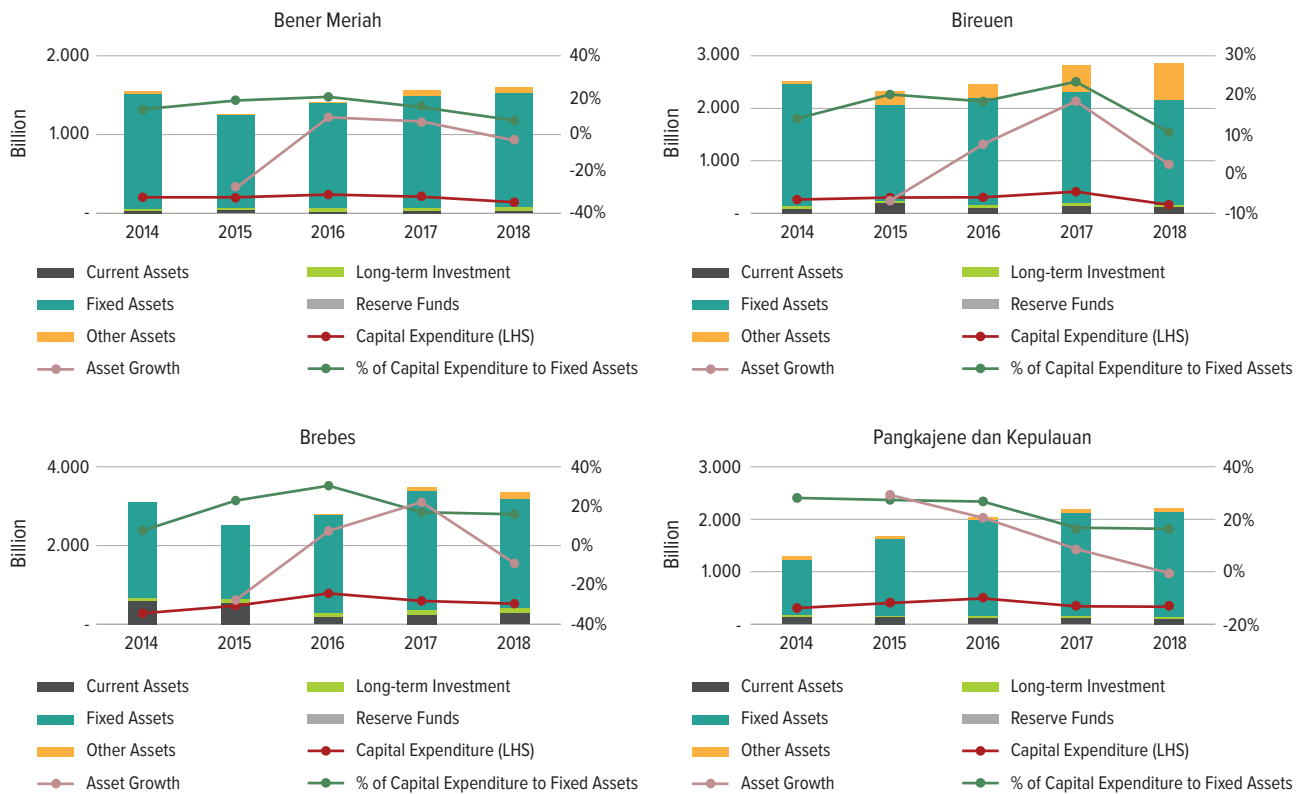 Bener Meriah
Billion
2.000
1.000
-
40%
20%
0%
-20%
-40%
2014 2015 2016 2017 2018
Current Assets
Long-term Investment
Fixed Assets
Reserve Funds
Other Assets
Capital Expenditure (LHS)
Asset Growth
% of Capital Expenditure to Fixed Assets
Bireuen
Billion
3.000
2.000
1.000
-
30%
20%
10%
0%
-10%
2014 2015 2016 2017 2018
Current Assets
Long-term Investment
Fixed Assets
Reserve Funds
Other Assets
Capital Expenditure (LHS)
Asset Growth
% of Capital Expenditure to Fixed Assets
Brebes
Billion
4.000
2.000
-
40%
20%
0%
-20%
-40%
2014 2015 2016 2017 2018
Current Assets
Long-term Investment
Fixed Assets
Reserve Funds
Other Assets
Capital Expenditure (LHS)
Asset Growth
% of Capital Expenditure to Fixed Assets
Pangkajene dan Kepulauan
Billion
3.000
2.000
1.000
-
40%
20%
0%
-20%
2014 2015 2016 2017 2018
Current Assets
Long-term Investment
Fixed Assets
Reserve Funds
Other Assets
Capital Expenditure (LHS)
Asset Growth
% of Capital Expenditure to Fixed Assets